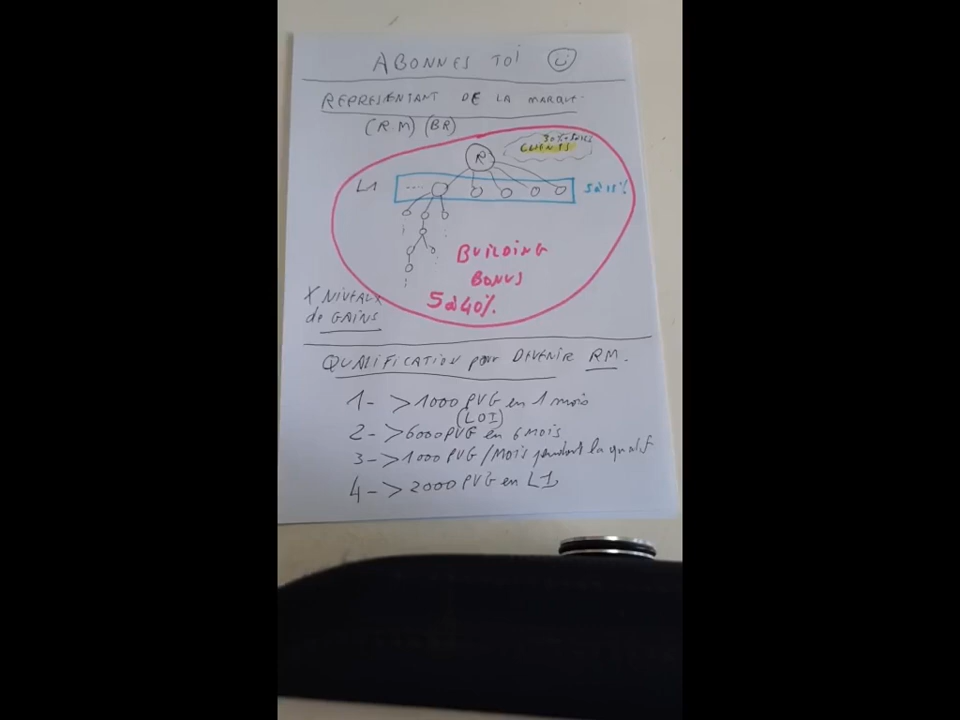 ABONNES TOI
REPRESENTANT DE LA MARQUE
(RM) (BR)
CLIENTS
R
L1 ...
5 à 15%
BUILDING
BONUS
5 à 40%
X NIVEAUX
de GAINS
QUALIFICATION pour DEVENIR RM.
1- >1000 PVG en 1 mois
(LOI)
2- >6000 PVG en 6 MOIS
3- >1000 PVG/MOIS pendant la qualif
4- >2000 PVG en L1